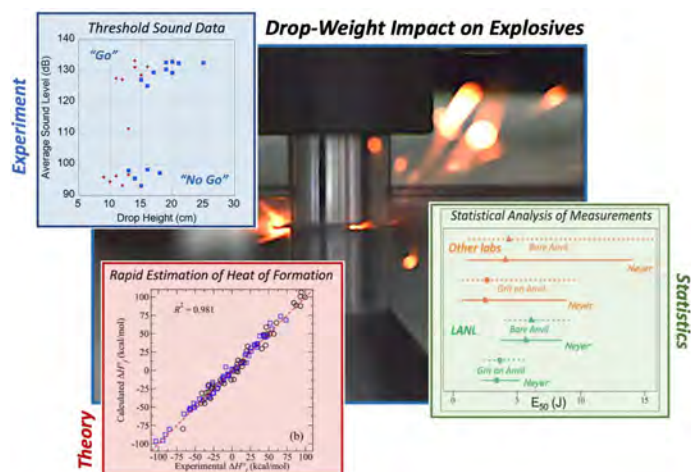 Drop-Weight Impact on Explosives
Experiment
Threshold Sound Data
"Go"
"No Go"
Average Sound Level (dB)
140
130
120
110
100
90
5 10 15 20 25 30
Drop Height (cm)
Theory
Rapid Estimation of Heat of Formation
R² = 0.981
(b)
Calculated ΔH°f (kcal/mol)
100
75
50
25
0
-25
-50
-75
-100
-100 -75 -50 -25 0 25 50 75 100
Experimental ΔH°f (kcal/mol)
Statistics
Statistical Analysis of Measurements
Other labs
Bare Anvil
Neyer
Grit on Anvil
Neyer
LANL
Bare Anvil
Neyer
Grit on Anvil
Neyer
0 5 10 15
E50 (J)